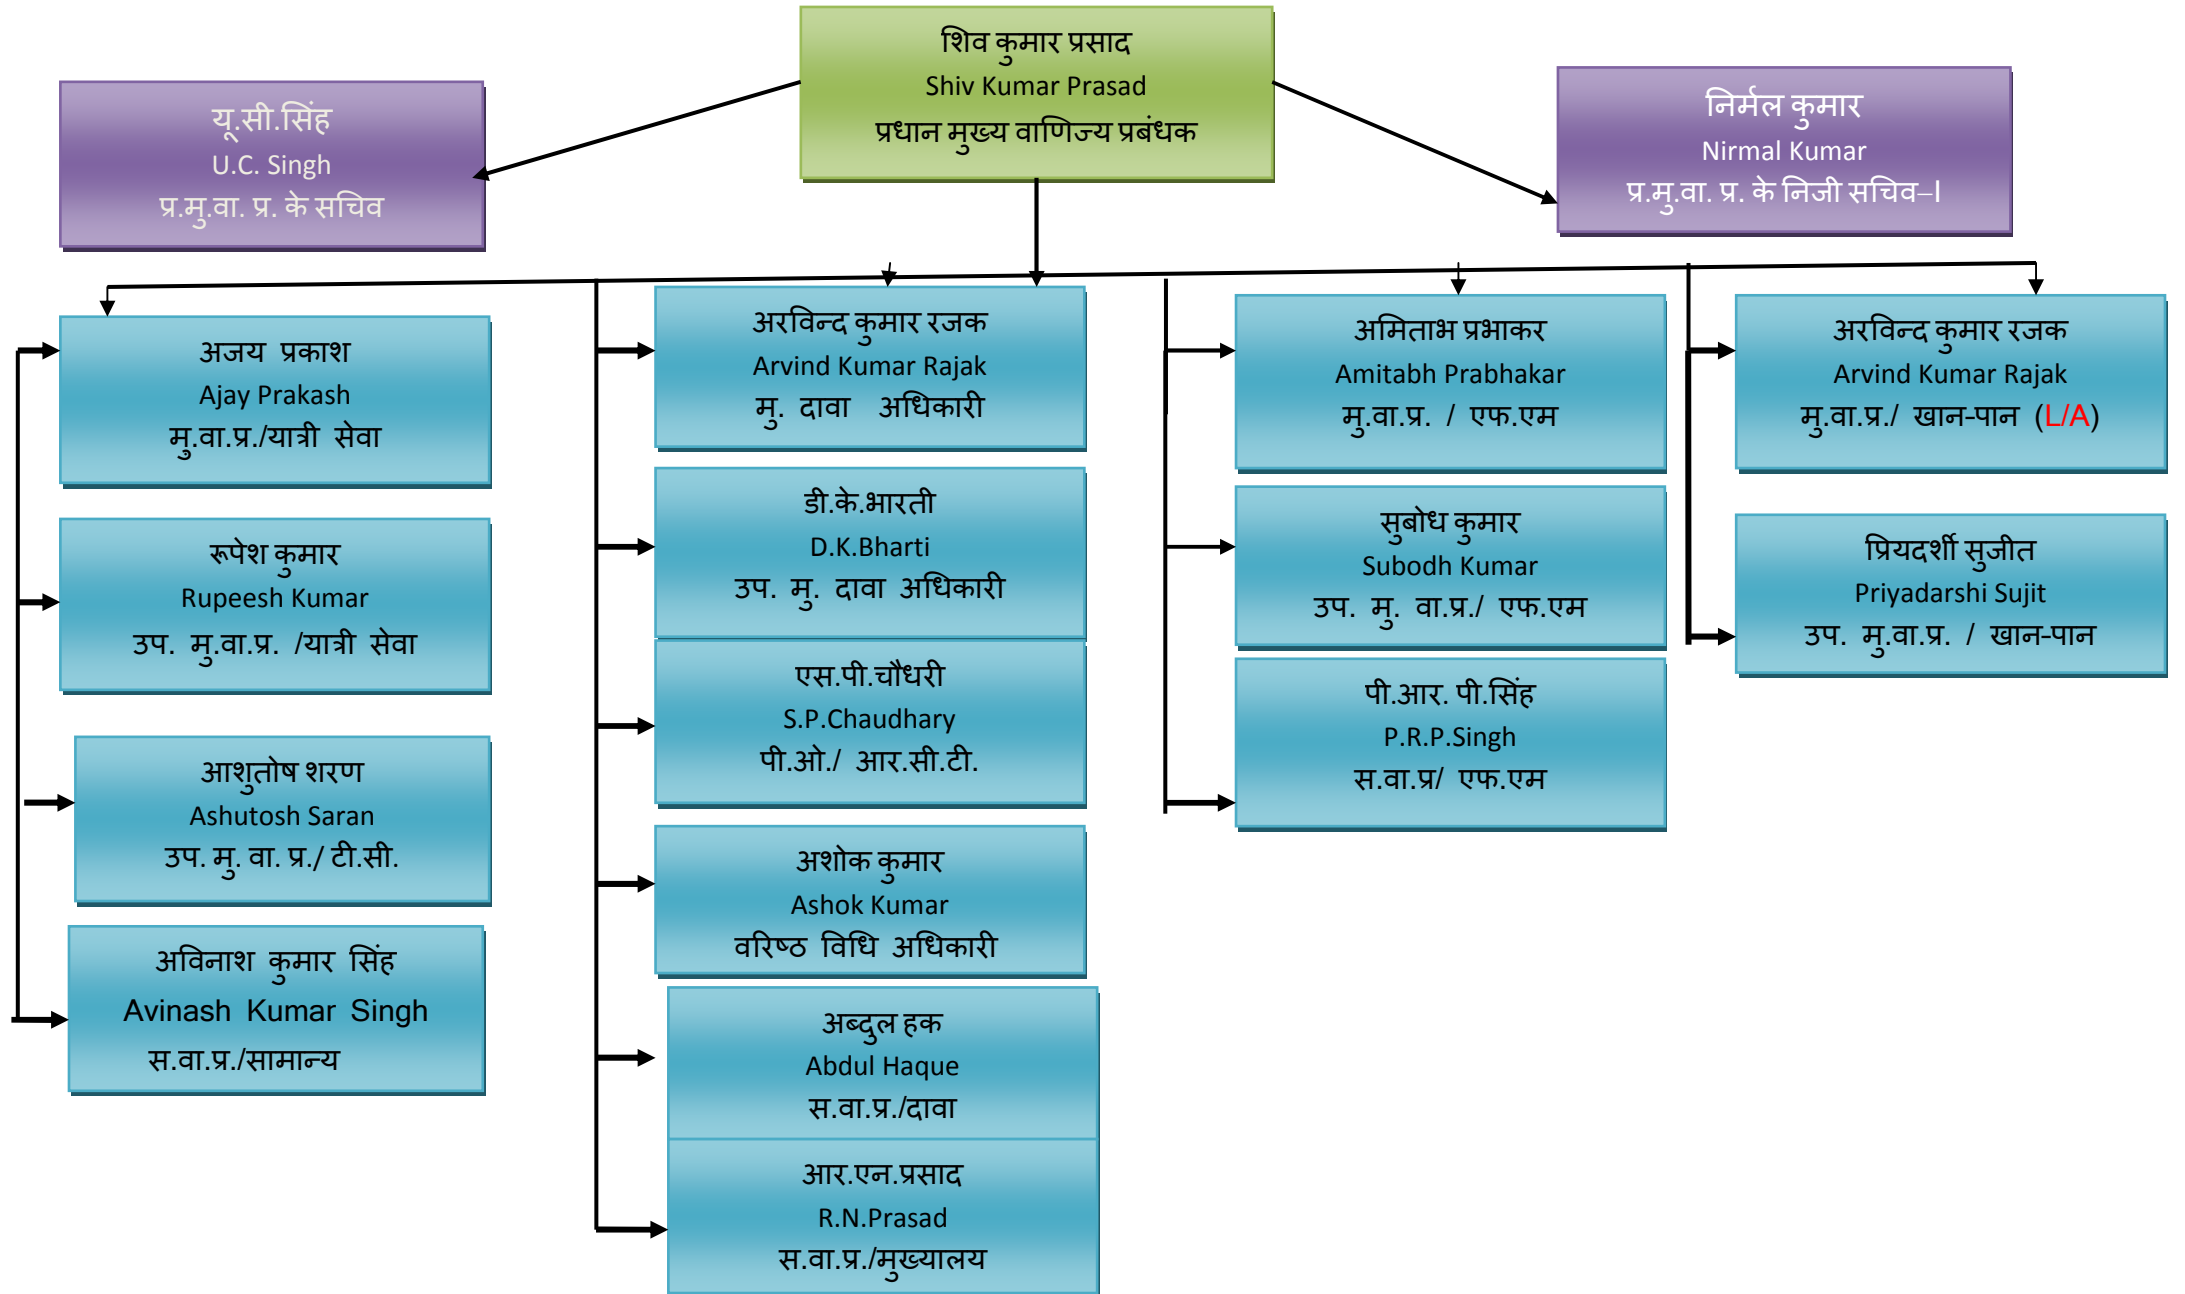 शिव कुमार प्रसाद
Shiv Kumar Prasad
प्रधान मुख्य वाणिज्य प्रबंधक
यू.सी.सिंह
U.C. Singh
प्र.मु.वा. प्र. के सचिव
निर्मल कुमार
Nirmal Kumar
प्र.मु.वा. प्र. के निजी सचिव–I
अजय प्रकाश
Ajay Prakash
मु.वा.प्र./यात्री सेवा
रूपेश कुमार
Rupeesh Kumar
उप. मु.वा.प्र. /यात्री सेवा
आशुतोष शरण
Ashutosh Saran
उप. मु. वा. प्र./ टी.सी.
अविनाश कुमार सिंह
Avinash Kumar Singh
स.वा.प्र./सामान्य
अरविन्द कुमार रजक
Arvind Kumar Rajak
मु. दावा अधिकारी
डी.के.भारती
D.K.Bharti
उप. मु. दावा अधिकारी
एस.पी.चौधरी
S.P.Chaudhary
पी.ओ./ आर.सी.टी.
अशोक कुमार
Ashok Kumar
वरिष्ठ विधि अधिकारी
अब्दुल हक
Abdul Haque
स.वा.प्र./दावा
आर.एन.प्रसाद
R.N.Prasad
स.वा.प्र./मुख्यालय
अमिताभ प्रभाकर
Amitabh Prabhakar
मु.वा.प्र. / एफ.एम
सुबोध कुमार
Subodh Kumar
उप. मु. वा.प्र./ एफ.एम
पी.आर. पी.सिंह
P.R.P.Singh
स.वा.प्र/ एफ.एम
अरविन्द कुमार रजक
Arvind Kumar Rajak
मु.वा.प्र./ खान-पान (L/A)
प्रियदर्शी सुजीत
Priyadarshi Sujit
उप. मु.वा.प्र. / खान-पान